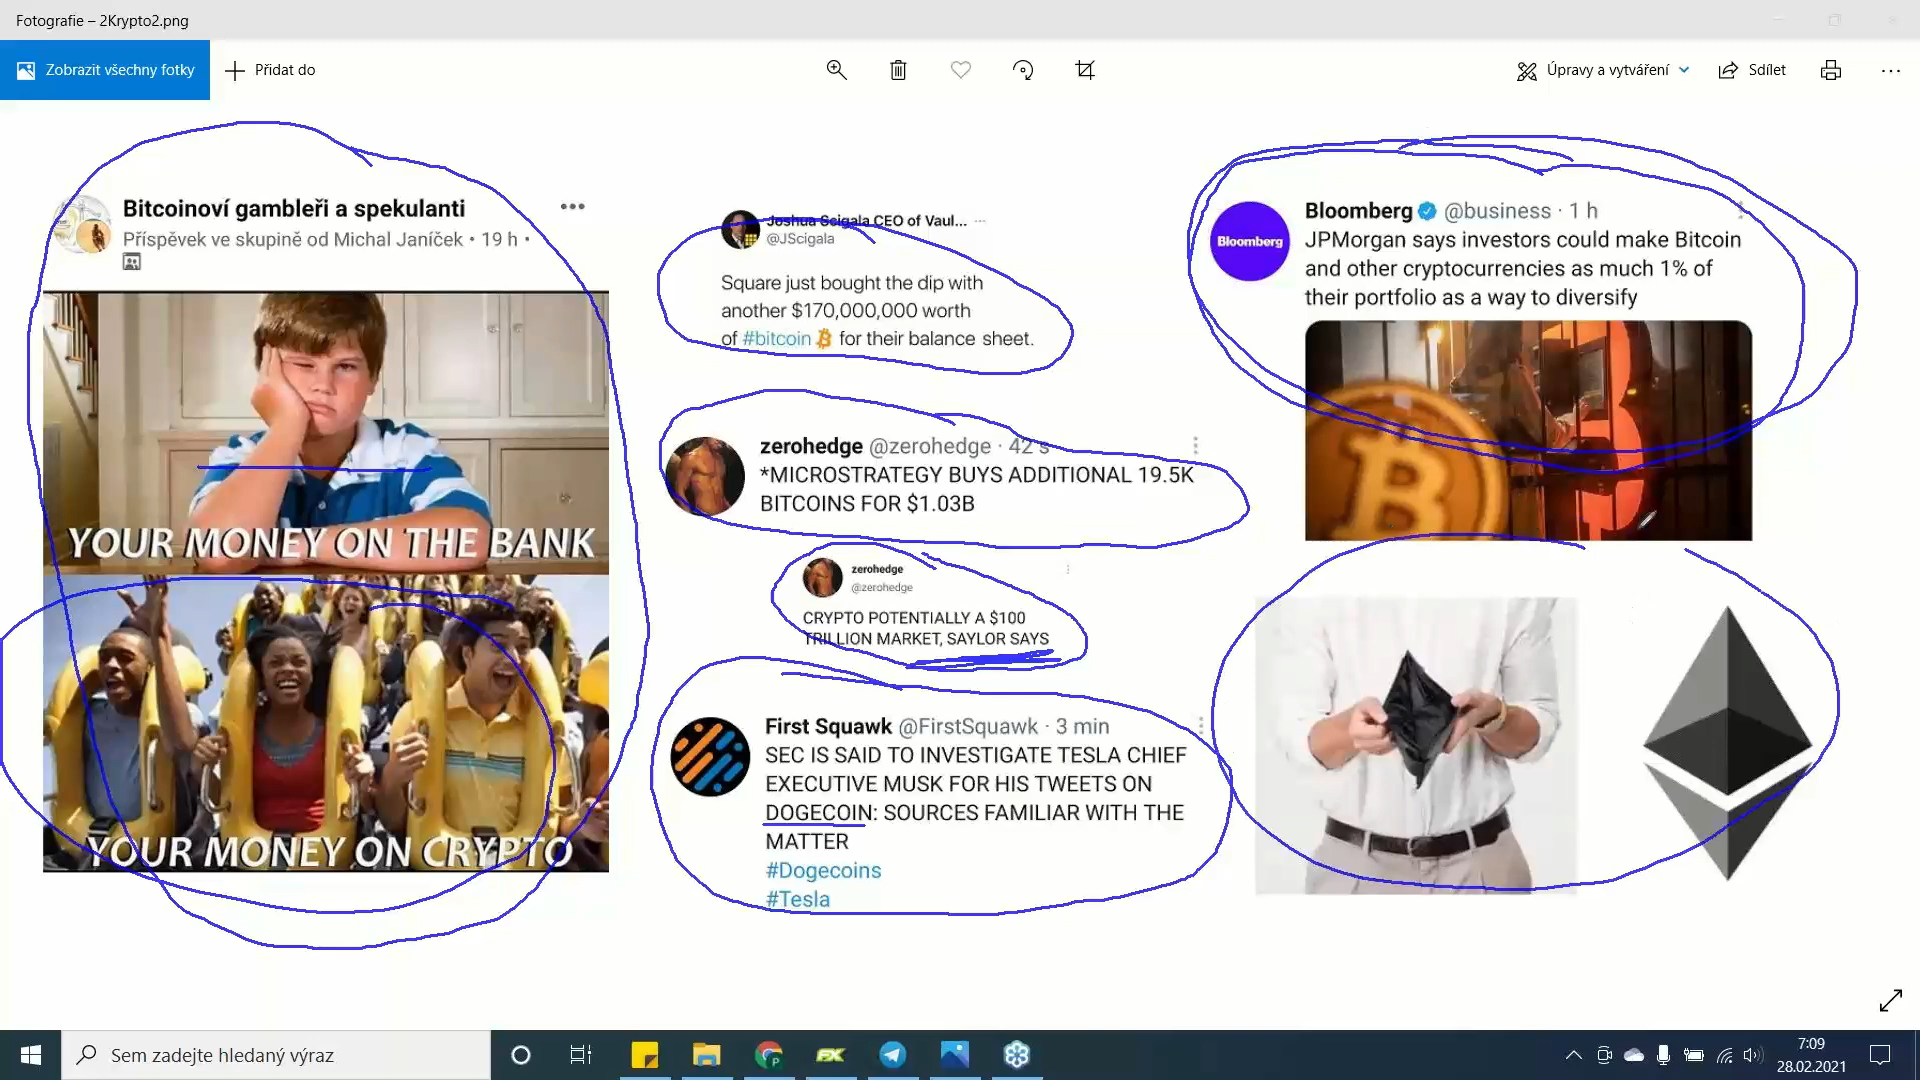 Fotografie – 2Krypto2.png
Zobrazit všechny fotky
Přidat do
Úpravy a vytváření
Sdílet
Bitcoinoví gambleři a spekulanti
Příspěvek ve skupině od Michal Janíček • 19 h •
YOUR MONEY ON THE BANK
YOUR MONEY ON CRYPTO
Joshua Scigala CEO of Vaul...
@JScigala
Square just bought the dip with
another $170,000,000 worth
of #bitcoin for their balance sheet.
zerohedge @zerohedge · 42 s
*MICROSTRATEGY BUYS ADDITIONAL 19.5K
BITCOINS FOR $1.03B
zerohedge
@zerohedge
CRYPTO POTENTIALLY A $100
TRILLION MARKET, SAYLOR SAYS
First Squawk @FirstSquawk · 3 min
SEC IS SAID TO INVESTIGATE TESLA CHIEF
EXECUTIVE MUSK FOR HIS TWEETS ON
DOGECOIN: SOURCES FAMILIAR WITH THE
MATTER
#Dogecoins
#Tesla
Bloomberg
Bloomberg @business · 1 h
JPMorgan says investors could make Bitcoin
and other cryptocurrencies as much 1% of
their portfolio as a way to diversify
Sem zadejte hledaný výraz
FX
7:09
28.02.2021